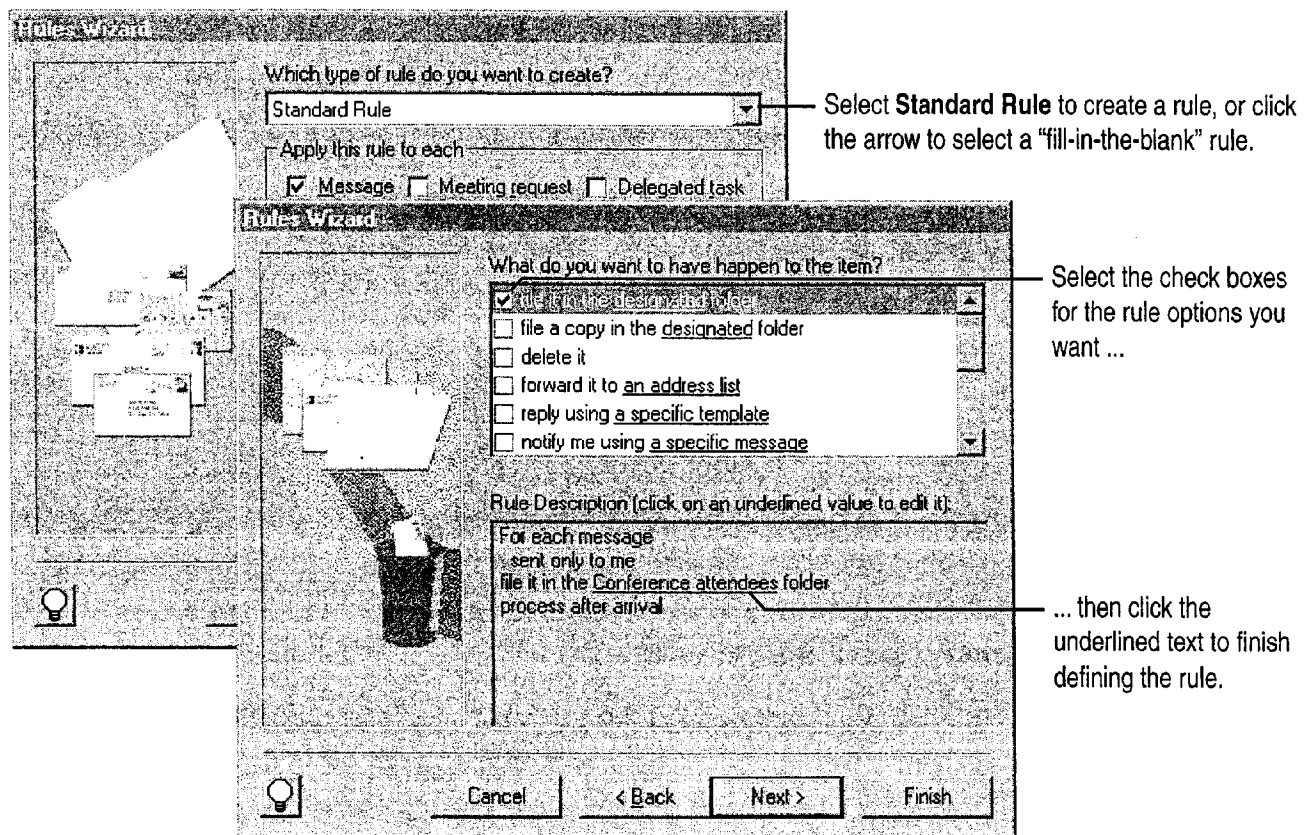 Rules Wizard
Which type of rule do you want to create?
Standard Rule
Apply this rule to each
Message Meeting request Delegated task
Select Standard Rule to create a rule, or click
the arrow to select a "fill-in-the-blank" rule.
Rules Wizard
What do you want to have happen to the item?
file it in the designated folder
file a copy in the designated folder
delete it
forward it to an address list
reply using a specific template
notify me using a specific message
Select the check boxes
for the rule options you
want ...
Rule Description (click on an underlined value to edit it):
For each message
sent only to me
file it in the Conference attendees folder
process after arrival
... then click the
underlined text to finish
defining the rule.
Cancel < Back Next > Finish